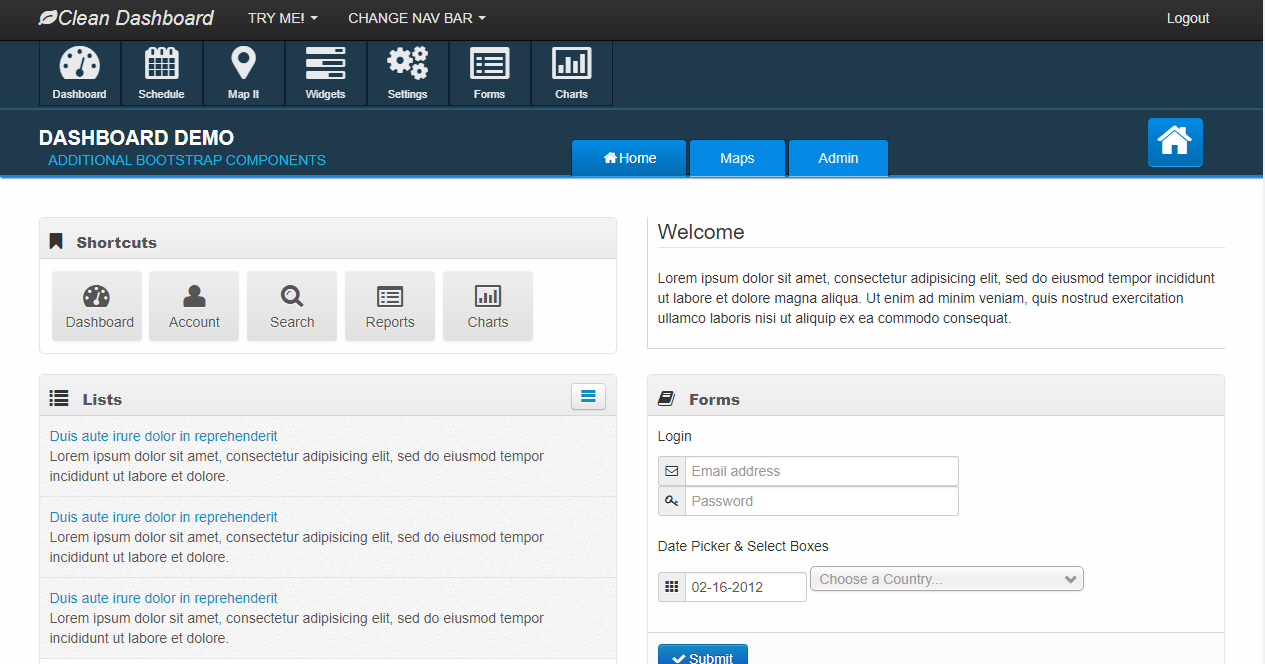 Clean Dashboard TRY ME! CHANGE NAV BAR Logout
Dashboard Schedule Map It Widgets Settings Forms Charts
DASHBOARD DEMO
ADDITIONAL BOOTSTRAP COMPONENTS
Home Maps Admin
Shortcuts
Dashboard Account Search Reports Charts
Welcome
Lorem ipsum dolor sit amet, consectetur adipisicing elit, sed do eiusmod tempor incididunt
ut labore et dolore magna aliqua. Ut enim ad minim veniam, quis nostrud exercitation
ullamco laboris nisi ut aliquip ex ea commodo consequat.
Lists
Duis aute irure dolor in reprehenderit
Lorem ipsum dolor sit amet, consectetur adipisicing elit, sed do eiusmod tempor
incididunt ut labore et dolore.
Duis aute irure dolor in reprehenderit
Lorem ipsum dolor sit amet, consectetur adipisicing elit, sed do eiusmod tempor
incididunt ut labore et dolore.
Duis aute irure dolor in reprehenderit
Lorem ipsum dolor sit amet, consectetur adipisicing elit, sed do eiusmod tempor
incididunt ut labore et dolore.
Forms
Login
Email address
Password
Date Picker & Select Boxes
02-16-2012 Choose a Country...
Submit